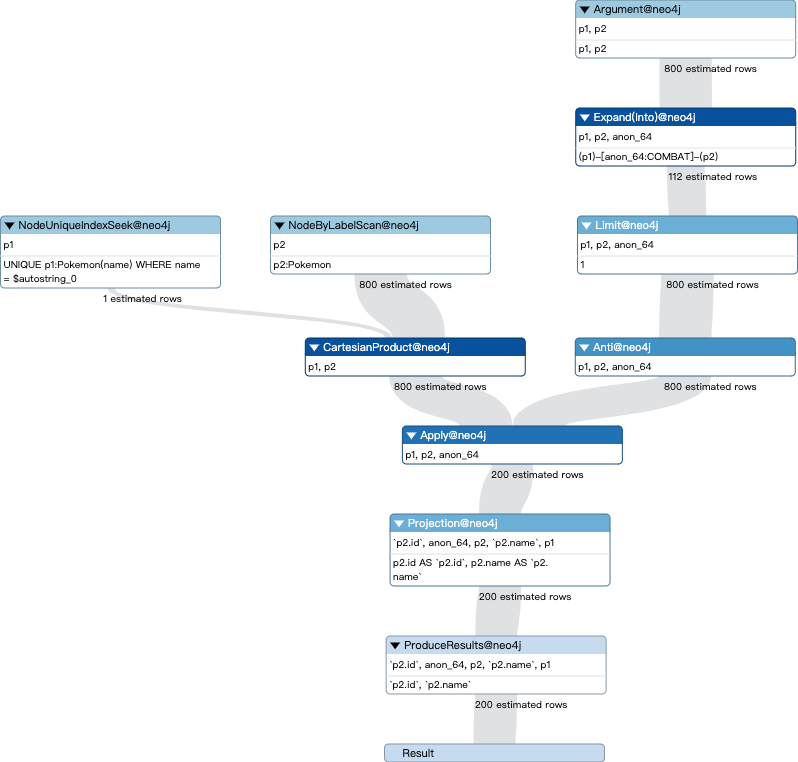 Argument@neo4j
p1, p2
p1, p2
800 estimated rows
Expand(Into)@neo4j
p1, p2, anon_64
(p1)–[anon_64:COMBAT]–(p2)
112 estimated rows
NodeUniqueIndexSeek@neo4j
p1
UNIQUE p1:Pokemon(name) WHERE name
= $autostring_0
1 estimated rows
NodeByLabelScan@neo4j
p2
p2:Pokemon
800 estimated rows
Limit@neo4j
p1, p2, anon_64
1
800 estimated rows
CartesianProduct@neo4j
p1, p2
800 estimated rows
Anti@neo4j
p1, p2, anon_64
800 estimated rows
Apply@neo4j
p1, p2, anon_64
200 estimated rows
Projection@neo4j
`p2.id`, anon_64, p2, `p2.name`, p1
p2.id AS `p2.id`, p2.name AS `p2.
name`
200 estimated rows
ProduceResults@neo4j
`p2.id`, anon_64, p2, `p2.name`, p1
`p2.id`, `p2.name`
200 estimated rows
Result